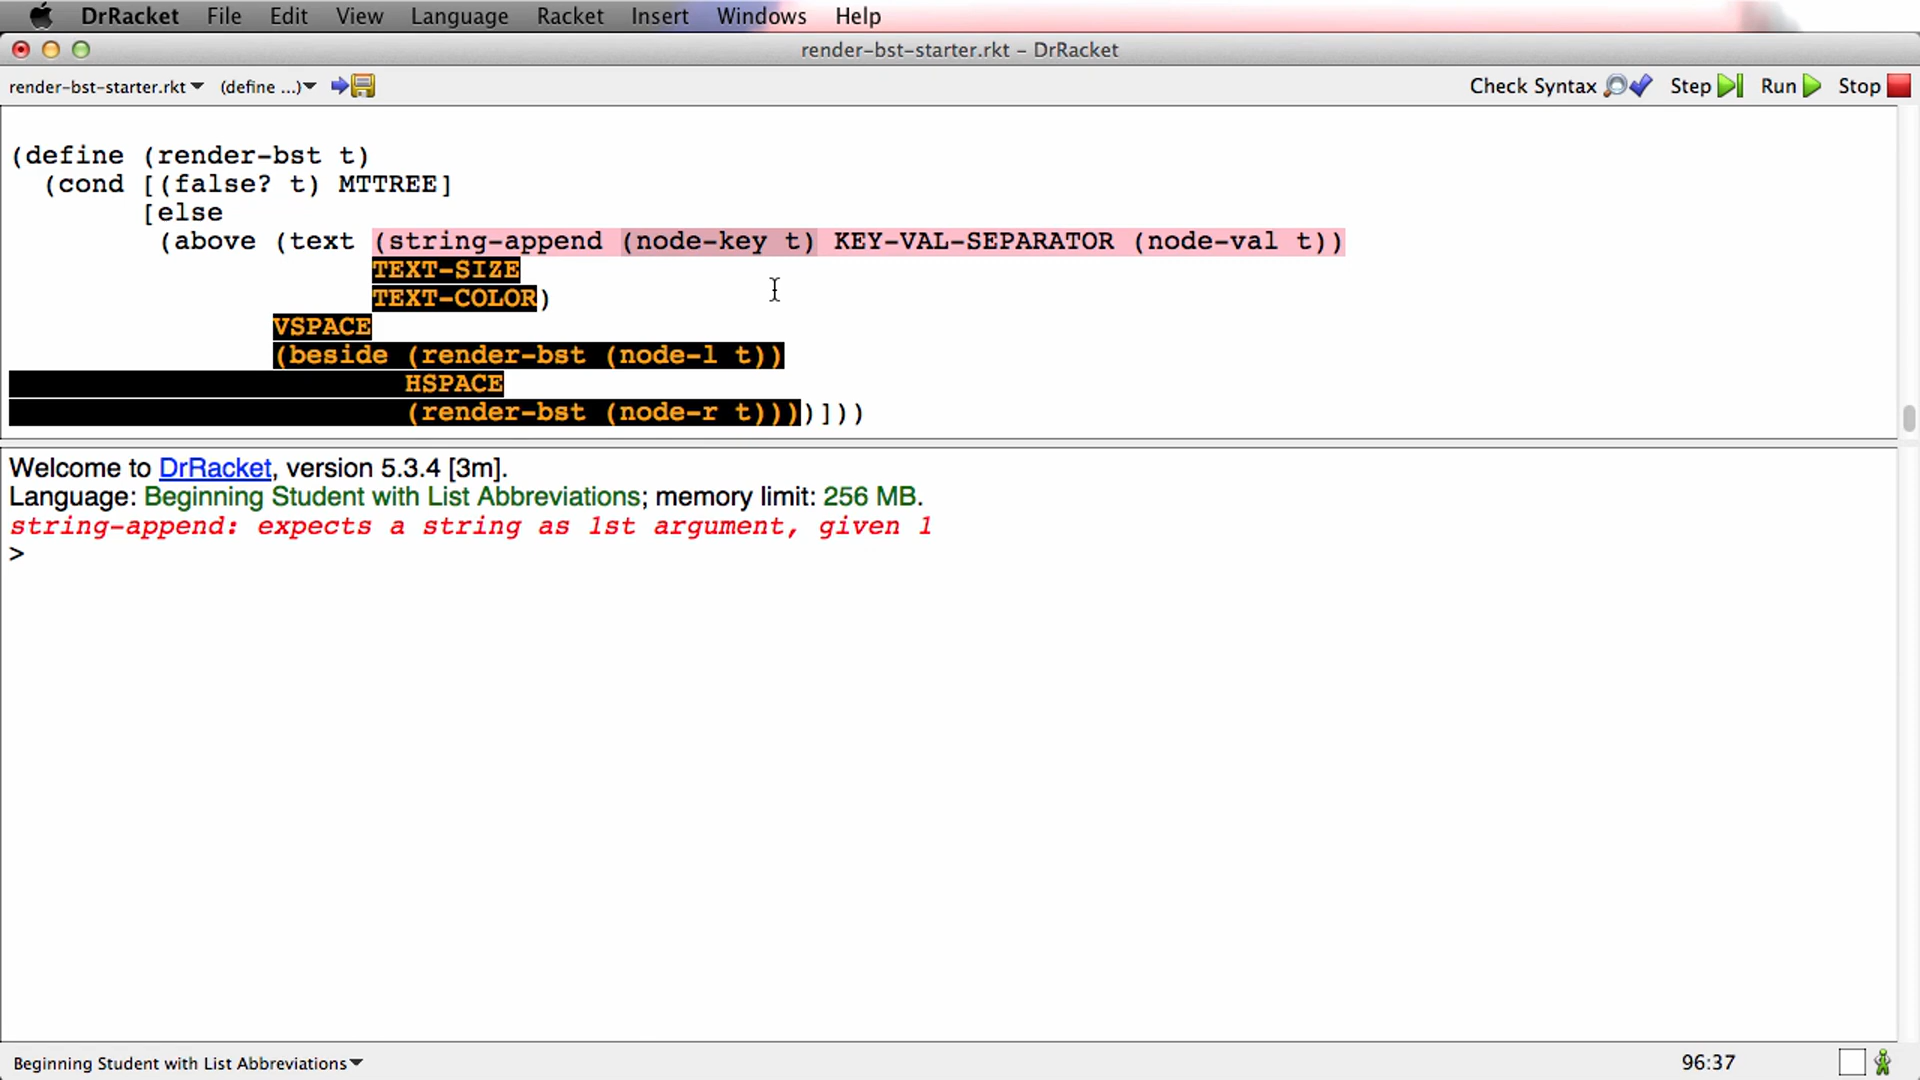 DrRacket File Edit View Language Racket Insert Windows Help
render-bst-starter.rkt - DrRacket
render-bst-starter.rkt (define ...) Check Syntax Step Run Stop
(define (render-bst t)
(cond [(false? t) MTTREE]
[else
(above (text (string-append (node-key t) KEY-VAL-SEPARATOR (node-val t))
TEXT-SIZE
TEXT-COLOR)
VSPACE
(beside (render-bst (node-l t))
HSPACE
(render-bst (node-r t))))]))
Welcome to DrRacket, version 5.3.4 [3m].
Language: Beginning Student with List Abbreviations; memory limit: 256 MB.
string-append: expects a string as 1st argument, given 1
>
Beginning Student with List Abbreviations 96:37